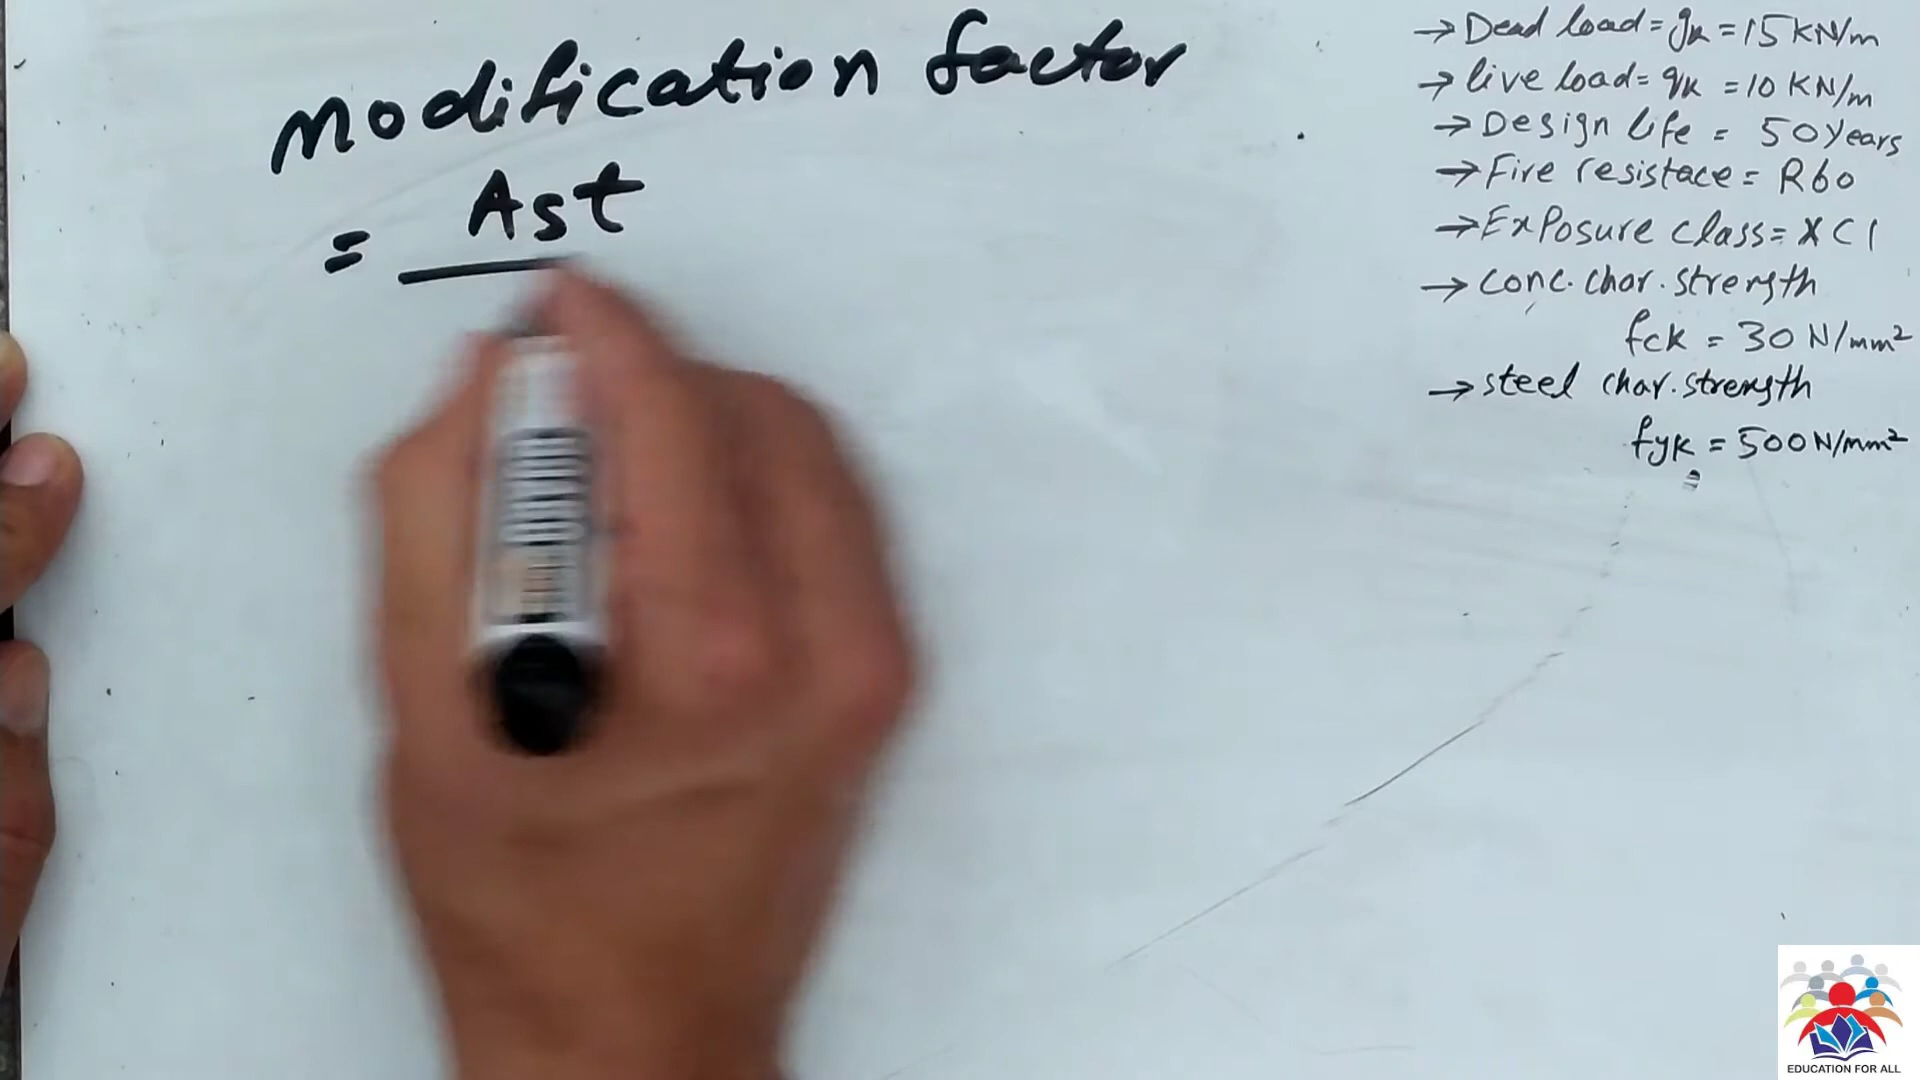 modification factor
= Ast
→ Dead load = gk = 15 KN/m
→ live load = qk = 10 KN/m
→ Design life = 50 Years
→ Fire resistace = R60
→ Exposure class = XC1
→ conc. char. strength
fck = 30 N/mm²
→ steel char. strength
fyk = 500 N/mm²
EDUCATION FOR ALL